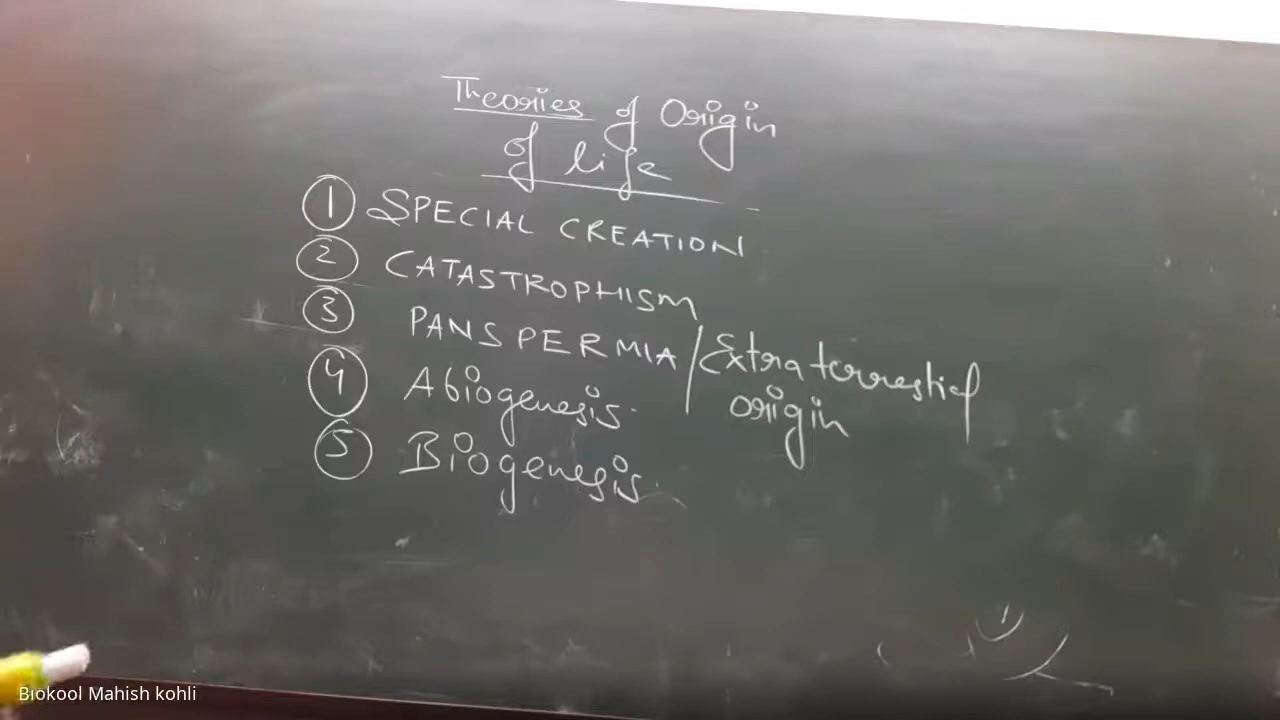 Theories of Origin
of life
1 SPECIAL CREATION
2 CATASTROPHISM
3 PANSPERMIA / Extraterrestial
origin
4 Abiogenesis.
5 Biogenesis.
Biokool Mahish kohli